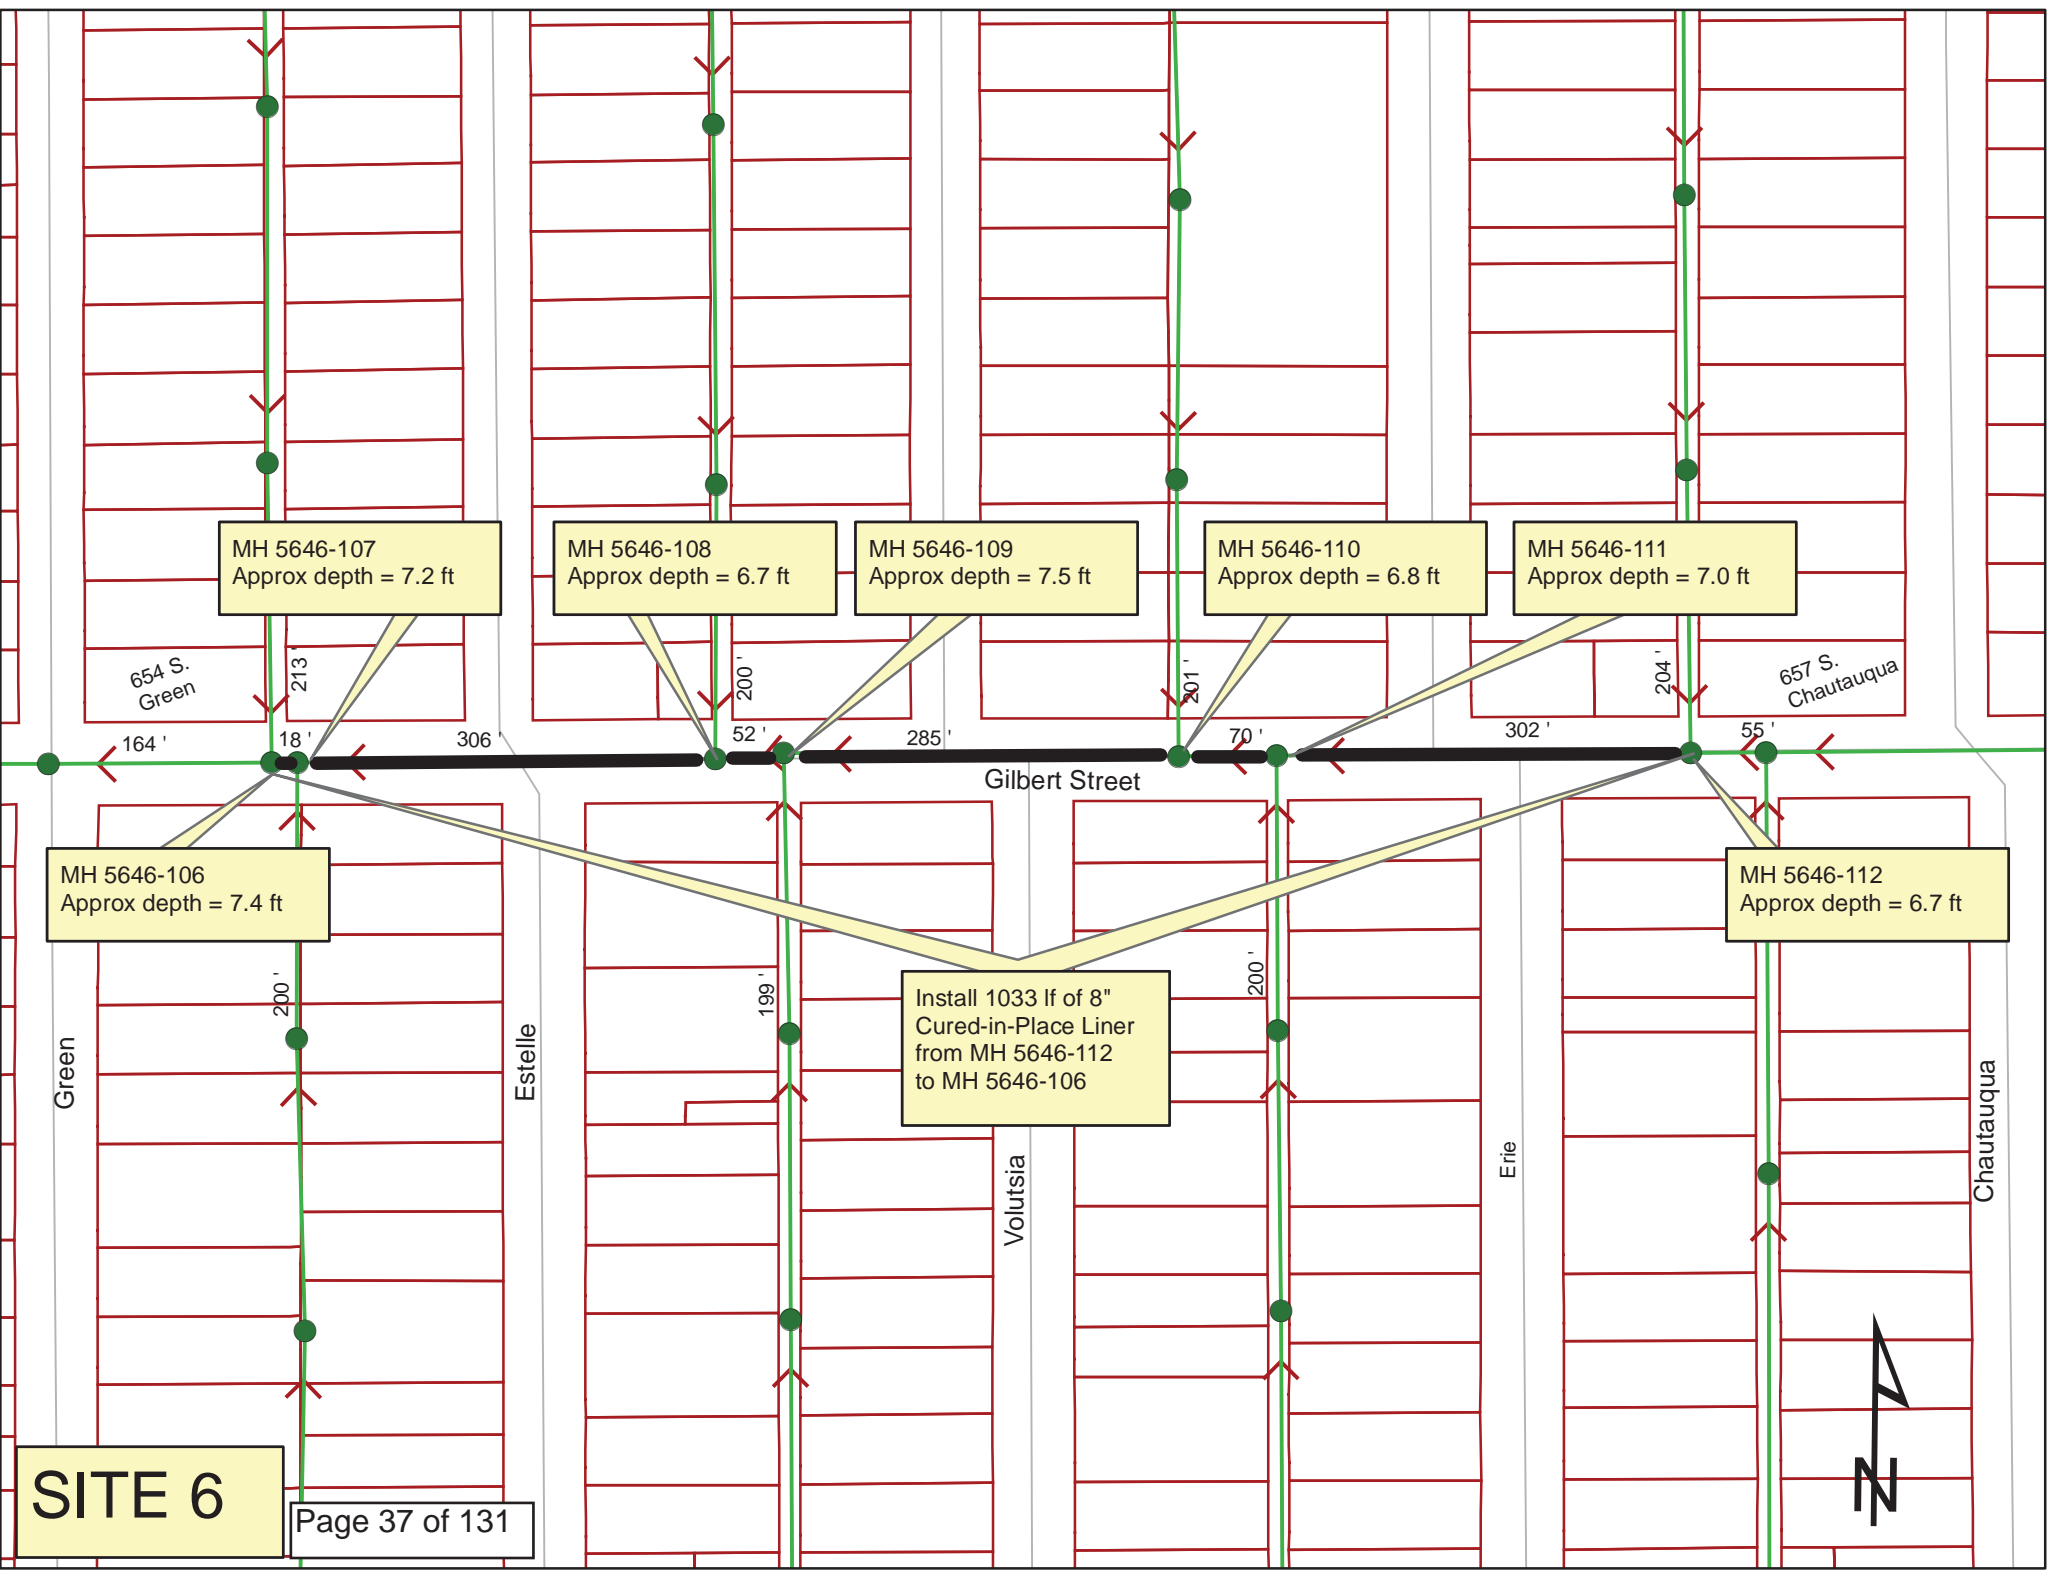 MH 5646-107
Approx depth = 7.2 ft
MH 5646-108
Approx depth = 6.7 ft
MH 5646-109
Approx depth = 7.5 ft
MH 5646-110
Approx depth = 6.8 ft
MH 5646-111
Approx depth = 7.0 ft
654 S.
Green
213 '
200 '
201 '
204 '
657 S.
Chautauqua
164 '
18 '
306 '
52 '
285 '
70 '
302 '
55 '
Gilbert Street
MH 5646-106
Approx depth = 7.4 ft
MH 5646-112
Approx depth = 6.7 ft
200 '
199 '
200 '
Install 1033 lf of 8"
Cured-in-Place Liner
from MH 5646-112
to MH 5646-106
Green
Estelle
Volutsia
Erie
Chautauqua
N
SITE 6
Page 37 of 131